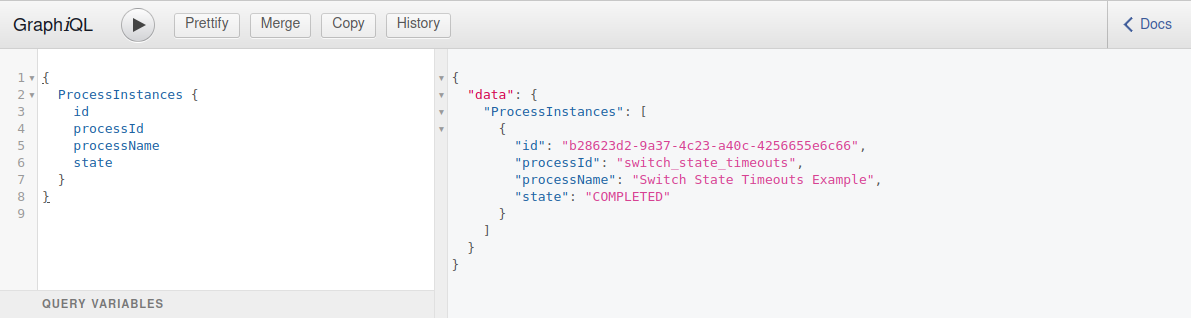 GraphiQL Prettify Merge Copy History Docs
1 {
2 ProcessInstances {
3 id
4 processId
5 processName
6 state
7 }
8 }
9
QUERY VARIABLES
{
"data": {
"ProcessInstances": [
{
"id": "b28623d2-9a37-4c23-a40c-4256655e6c66",
"processId": "switch_state_timeouts",
"processName": "Switch State Timeouts Example",
"state": "COMPLETED"
}
]
}
}